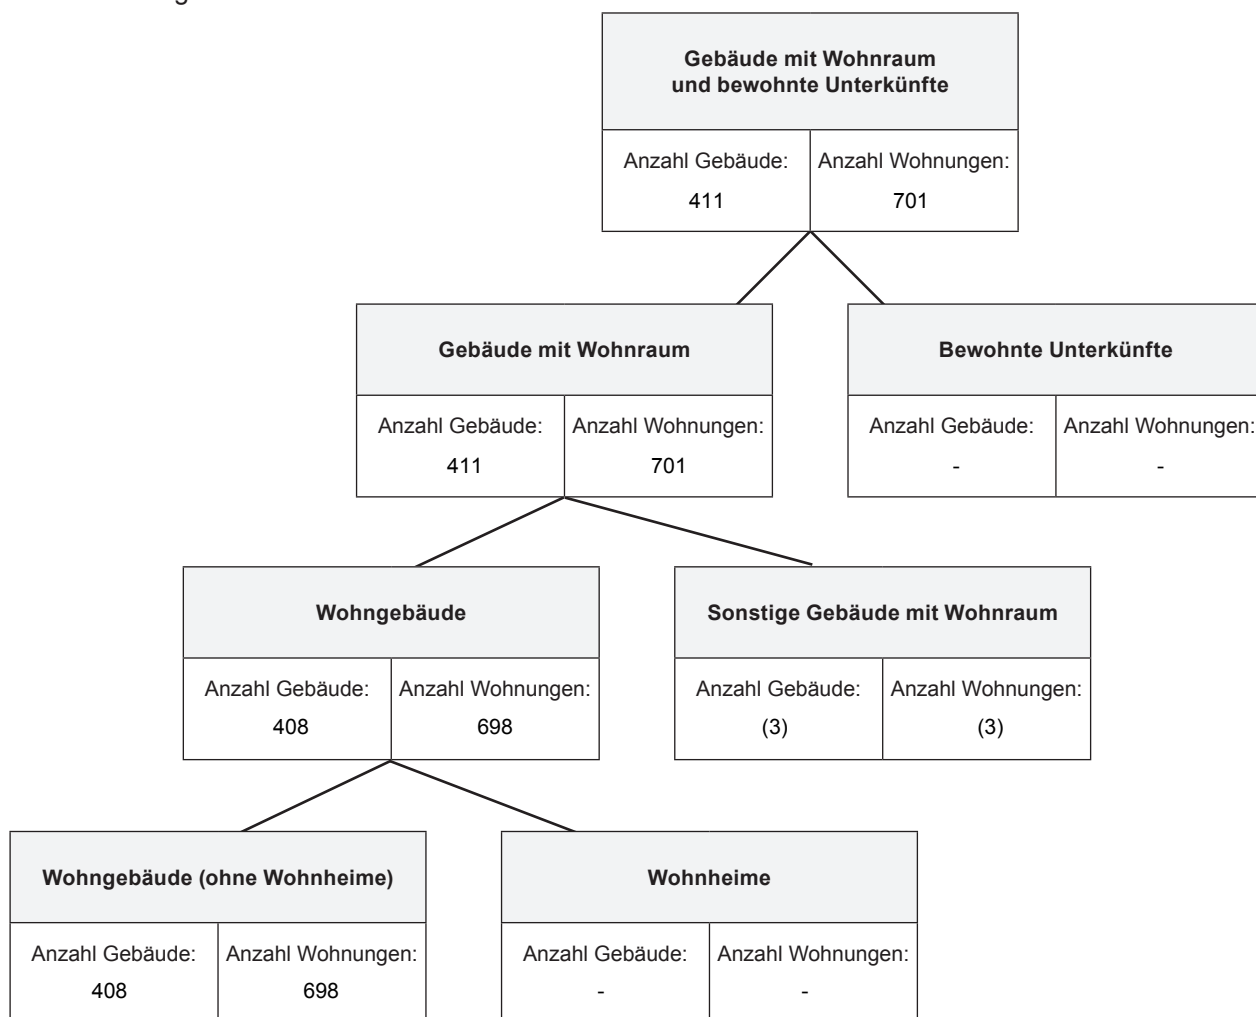 Gebäude mit Wohnraum
und bewohnte Unterkünfte
Anzahl Gebäude: Anzahl Wohnungen:
411 701
Gebäude mit Wohnraum Bewohnte Unterkünfte
Anzahl Gebäude: Anzahl Wohnungen: Anzahl Gebäude: Anzahl Wohnungen:
411 701 - -
Wohngebäude Sonstige Gebäude mit Wohnraum
Anzahl Gebäude: Anzahl Wohnungen: Anzahl Gebäude: Anzahl Wohnungen:
408 698 (3) (3)
Wohngebäude (ohne Wohnheime) Wohnheime
Anzahl Gebäude: Anzahl Wohnungen: Anzahl Gebäude: Anzahl Wohnungen:
408 698 - -